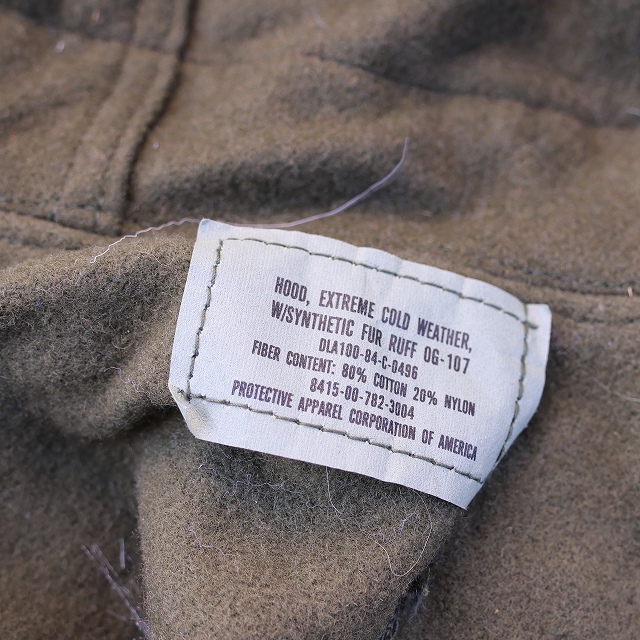 HOOD, EXTREME COLD WEATHER,
W/SYNTHETIC FUR RUFF OG-107
DLA100-84-C-0496
FIBER CONTENT: 80% COTTON 20% NYLON
8415-00-782-3004
PROTECTIVE APPAREL CORPORATION OF AMERICA